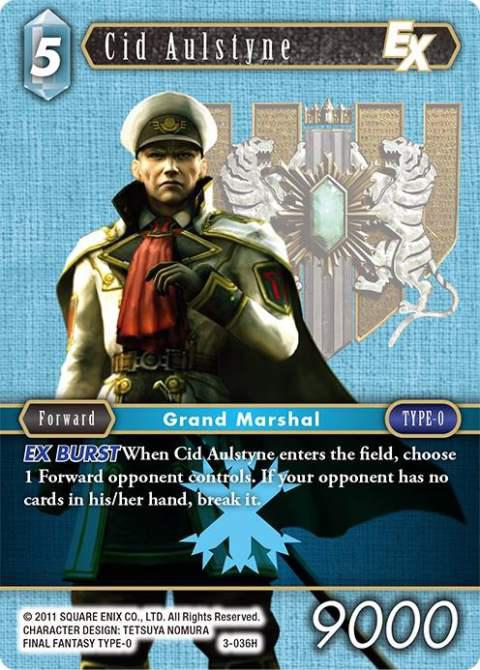 5
Cid Aulstyne
EX
Forward
Grand Marshal
TYPE-0
EX BURST When Cid Aulstyne enters the field, choose
1 Forward opponent controls. If your opponent has no
cards in his/her hand, break it.
© 2011 SQUARE ENIX CO., LTD. All Rights Reserved.
CHARACTER DESIGN: TETSUYA NOMURA
FINAL FANTASY TYPE-0
3-036H
9000